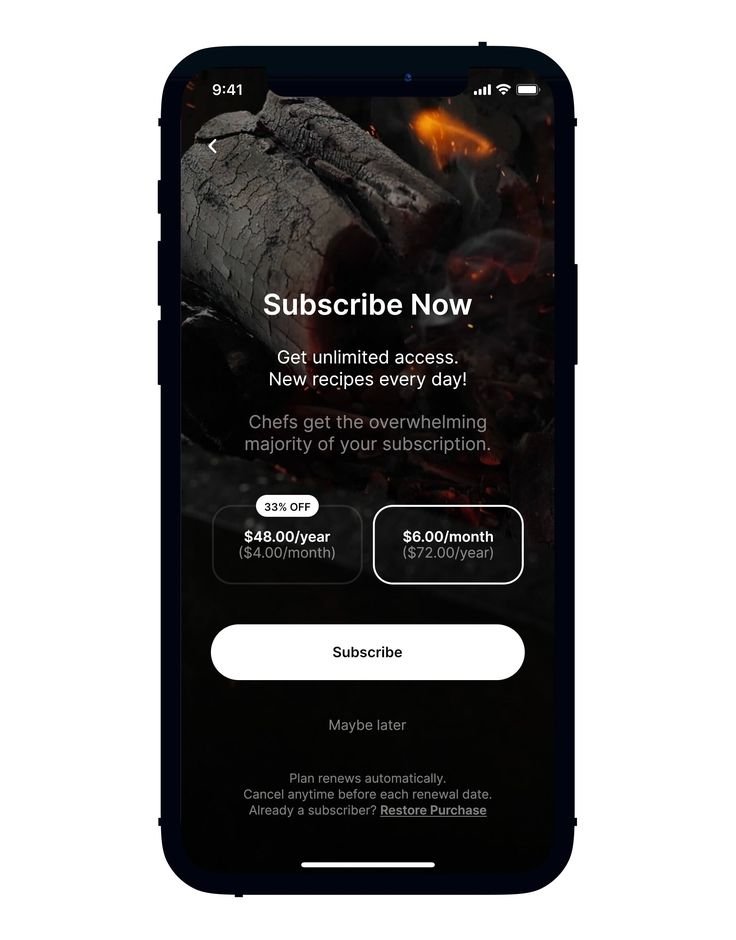 9:41
Subscribe Now
Get unlimited access.
New recipes every day!
Chefs get the overwhelming
majority of your subscription.
33% OFF
$48.00/year
($4.00/month)
$6.00/month
($72.00/year)
Subscribe
Maybe later
Plan renews automatically.
Cancel anytime before each renewal date.
Already a subscriber? Restore Purchase